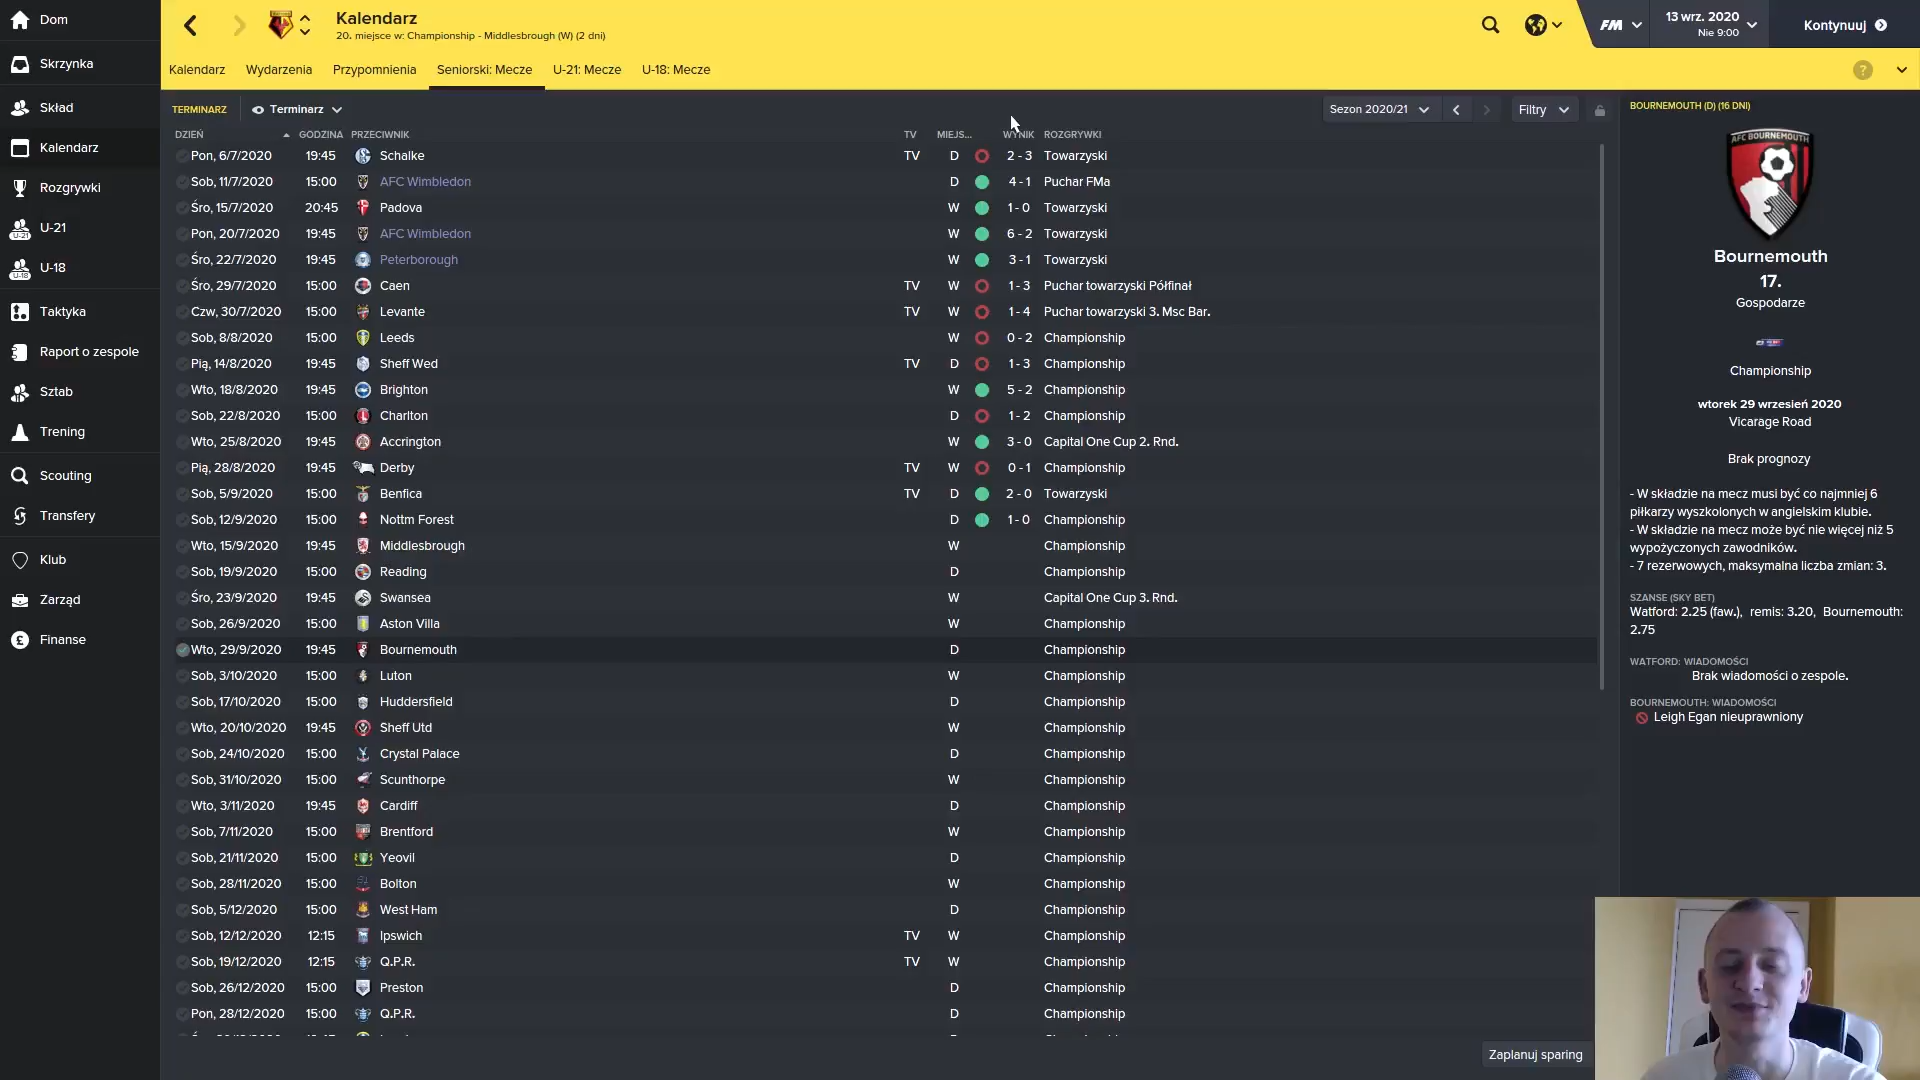 Dom
Skrzynka
Skład
Kalendarz
Rozgrywki
U-21
U-18
Taktyka
Raport o zespole
Sztab
Trening
Scouting
Transfery
Klub
Zarząd
Finanse
Kalendarz
20. miejsce w: Championship - Middlesbrough (W) (2 dni)
FM
13 wrz. 2020
Nie 9:00
Kontynuuj
Kalendarz Wydarzenia Przypomnienia Seniorski: Mecze U-21: Mecze U-18: Mecze
TERMINARZ Terminarz Sezon 2020/21 Filtry
DZIEŃ GODZINA PRZECIWNIK TV MIEJS... WYNIK ROZGRYWKI
Pon, 6/7/2020 19:45 Schalke TV D 2 - 3 Towarzyski
Sob, 11/7/2020 15:00 AFC Wimbledon D 4 - 1 Puchar FMa
Śro, 15/7/2020 20:45 Padova W 1 - 0 Towarzyski
Pon, 20/7/2020 19:45 AFC Wimbledon W 6 - 2 Towarzyski
Śro, 22/7/2020 19:45 Peterborough W 3 - 1 Towarzyski
Śro, 29/7/2020 15:00 Caen TV W 1 - 3 Puchar towarzyski Półfinał
Czw, 30/7/2020 15:00 Levante TV W 1 - 4 Puchar towarzyski 3. Msc Bar.
Sob, 8/8/2020 15:00 Leeds W 0 - 2 Championship
Pią, 14/8/2020 19:45 Sheff Wed TV D 1 - 3 Championship
Wto, 18/8/2020 19:45 Brighton W 5 - 2 Championship
Sob, 22/8/2020 15:00 Charlton D 1 - 2 Championship
Wto, 25/8/2020 19:45 Accrington W 3 - 0 Capital One Cup 2. Rnd.
Pią, 28/8/2020 19:45 Derby TV W 0 - 1 Championship
Sob, 5/9/2020 15:00 Benfica TV D 2 - 0 Towarzyski
Sob, 12/9/2020 15:00 Nottm Forest D 1 - 0 Championship
Wto, 15/9/2020 19:45 Middlesbrough W Championship
Sob, 19/9/2020 15:00 Reading D Championship
Śro, 23/9/2020 19:45 Swansea W Capital One Cup 3. Rnd.
Sob, 26/9/2020 15:00 Aston Villa W Championship
Wto, 29/9/2020 19:45 Bournemouth D Championship
Sob, 3/10/2020 15:00 Luton W Championship
Sob, 17/10/2020 15:00 Huddersfield D Championship
Wto, 20/10/2020 19:45 Sheff Utd W Championship
Sob, 24/10/2020 15:00 Crystal Palace D Championship
Sob, 31/10/2020 15:00 Scunthorpe W Championship
Wto, 3/11/2020 19:45 Cardiff D Championship
Sob, 7/11/2020 15:00 Brentford W Championship
Sob, 21/11/2020 15:00 Yeovil D Championship
Sob, 28/11/2020 15:00 Bolton W Championship
Sob, 5/12/2020 15:00 West Ham D Championship
Sob, 12/12/2020 12:15 Ipswich TV W Championship
Sob, 19/12/2020 12:15 Q.P.R. TV W Championship
Sob, 26/12/2020 15:00 Preston D Championship
Pon, 28/12/2020 15:00 Q.P.R. D Championship
Zaplanuj sparing
BOURNEMOUTH (D) (16 DNI)
AFC BOURNEMOUTH
Bournemouth
17.
Gospodarze
Championship
wtorek 29 wrzesień 2020
Vicarage Road
Brak prognozy
- W składzie na mecz musi być co najmniej 6
piłkarzy wyszkolonych w angielskim klubie.
- W składzie na mecz może być nie więcej niż 5
wypożyczonych zawodników.
- 7 rezerwowych, maksymalna liczba zmian: 3.
SZANSE (SKY BET)
Watford: 2.25 (faw.), remis: 3.20, Bournemouth:
2.75
WATFORD: WIADOMOŚCI
Brak wiadomości o zespole.
BOURNEMOUTH: WIADOMOŚCI
Leigh Egan nieuprawniony